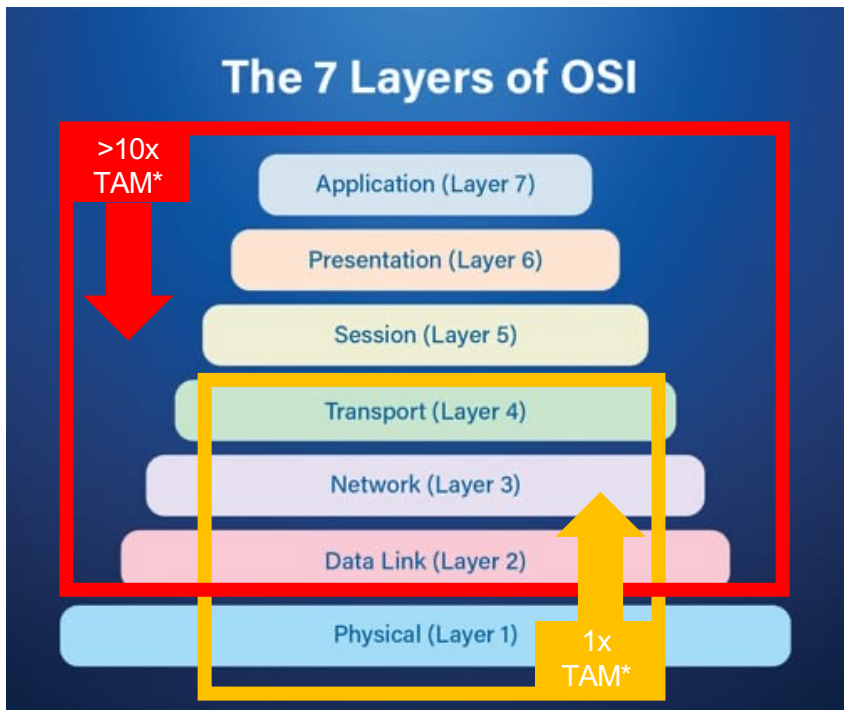 The 7 Layers of OSI
>10x
TAM*
Application (Layer 7)
Presentation (Layer 6)
Session (Layer 5)
Transport (Layer 4)
Network (Layer 3)
Data Link (Layer 2)
Physical (Layer 1)
1x
TAM*